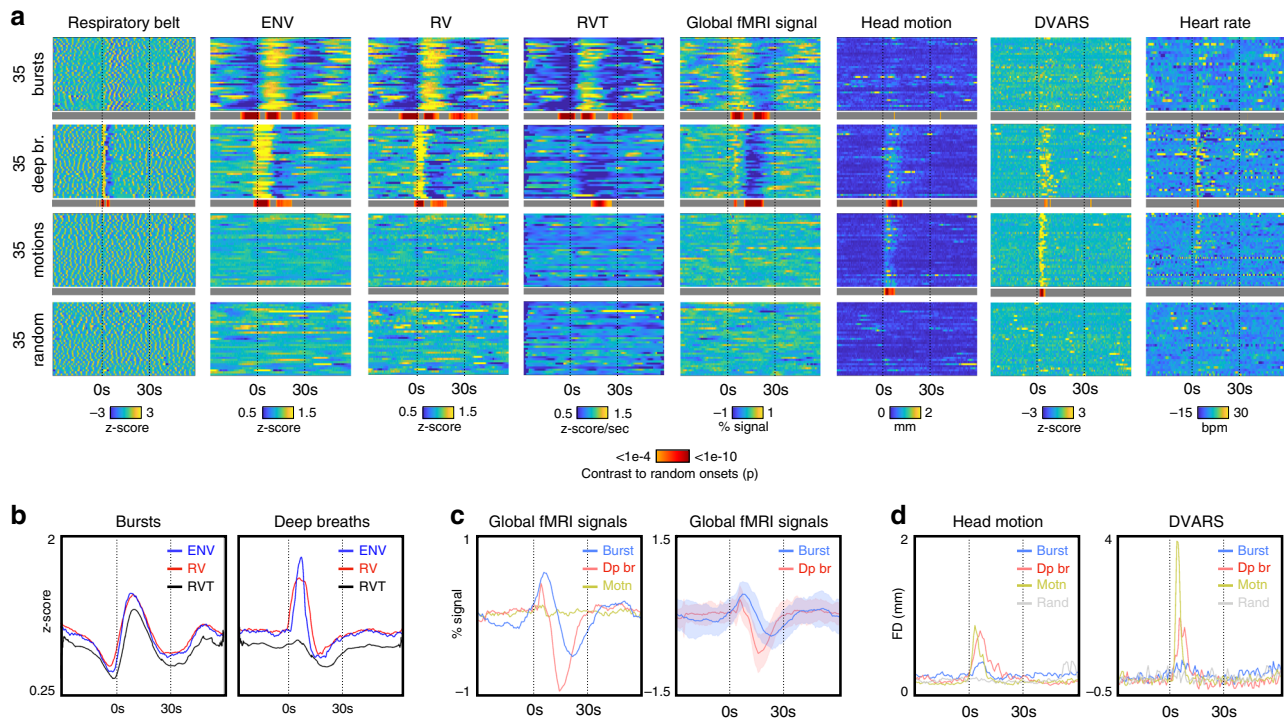 a
Respiratory belt ENV RV RVT Global fMRI signal Head motion DVARS Heart rate
35 bursts
35 deep br.
35 motions
35 random
0s 30s 0s 30s 0s 30s 0s 30s 0s 30s 0s 30s 0s 30s 0s 30s
−3 3 0.5 1.5 0.5 1.5 0.5 1.5 −1 1 0 2 −3 3 −15 30
z-score z-score z-score z-score/sec % signal mm z-score bpm
<1e-4 <1e-10
Contrast to random onsets (p)
b
Bursts Deep breaths
2
z-score
0.25
ENV
RV
RVT
ENV
RV
RVT
0s 30s 0s 30s
c
Global fMRI signals Global fMRI signals
1
% signal
−1
Burst
Dp br
Motn
1.5
−1.5
Burst
Dp br
0s 30s 0s 30s
d
Head motion DVARS
2
FD (mm)
0
Burst
Dp br
Motn
Rand
4
−0.5
Burst
Dp br
Motn
Rand
0s 30s 0s 30s